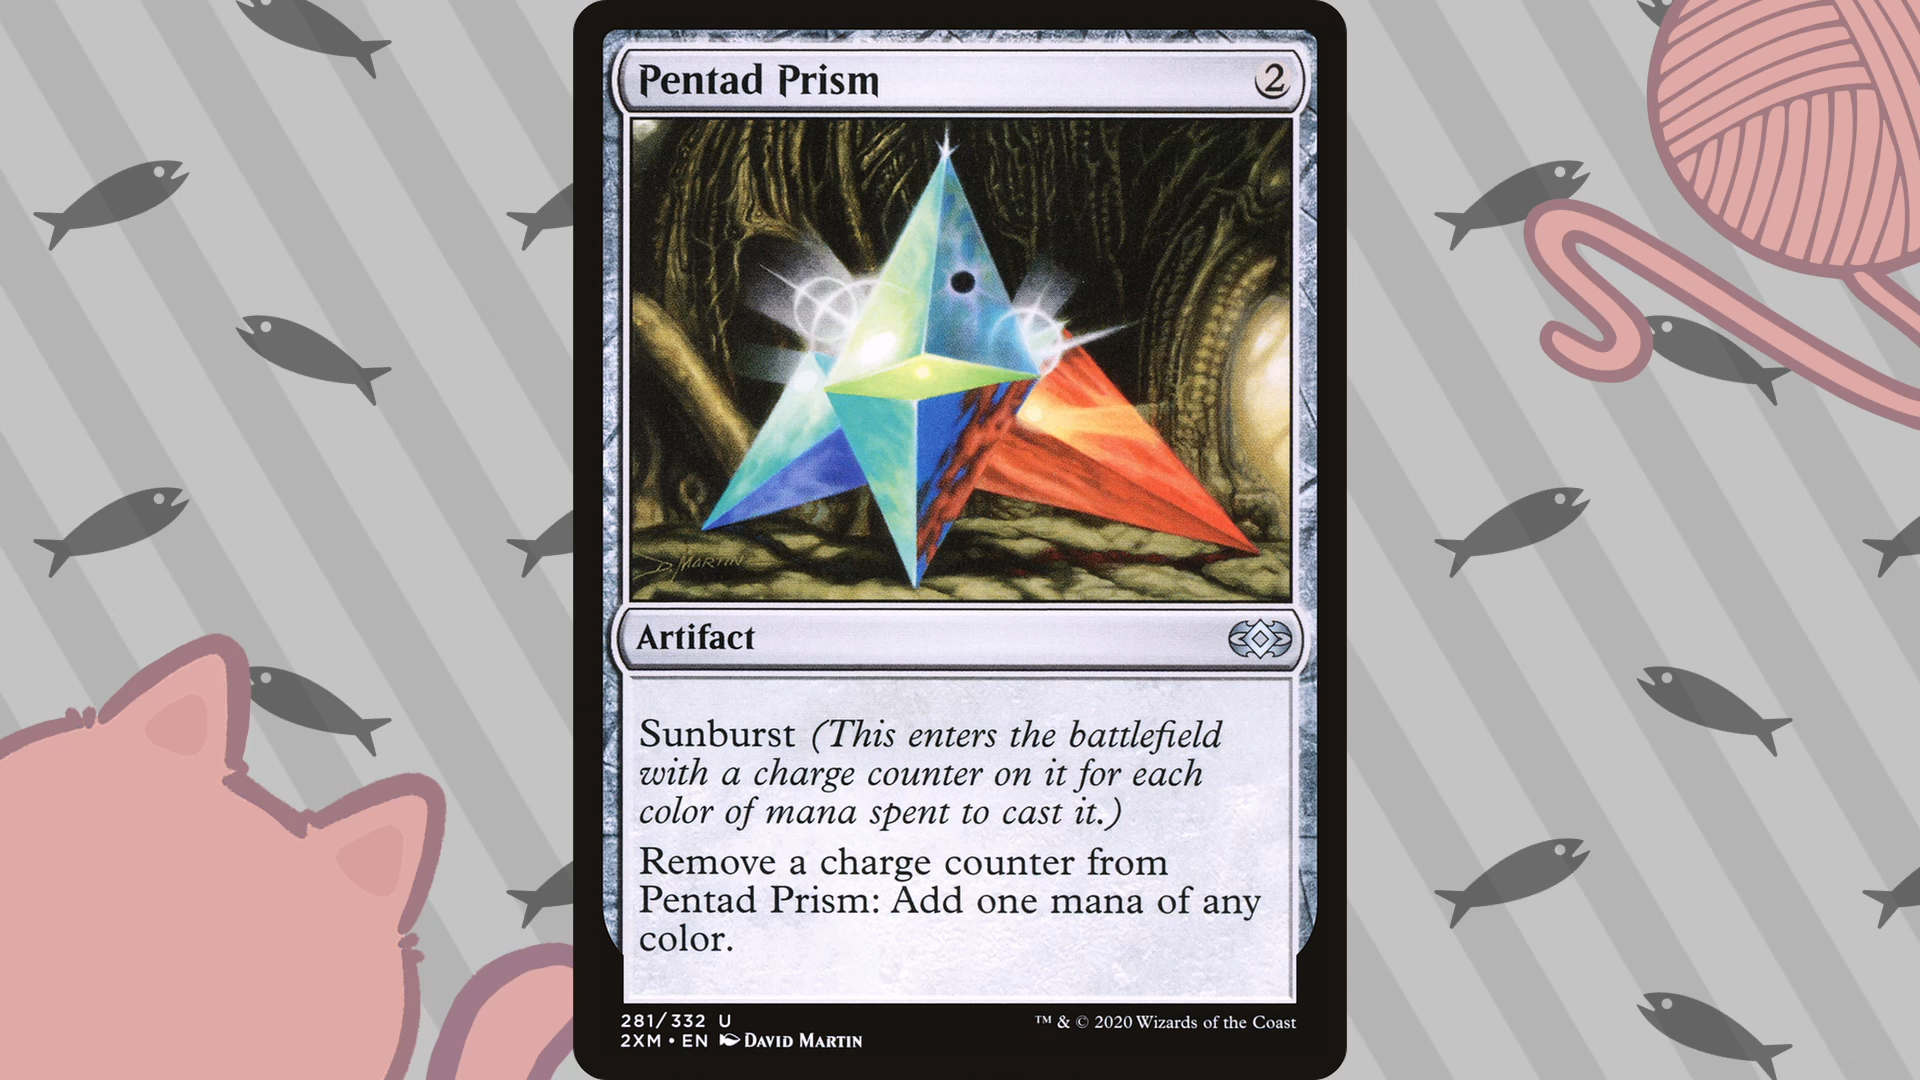 Pentad Prism 2
D. MARTIN
Artifact
Sunburst (This enters the battlefield
with a charge counter on it for each
color of mana spent to cast it.)
Remove a charge counter from
Pentad Prism: Add one mana of any
color.
281/332 U
2XM • EN DAVID MARTIN
™ & © 2020 Wizards of the Coast